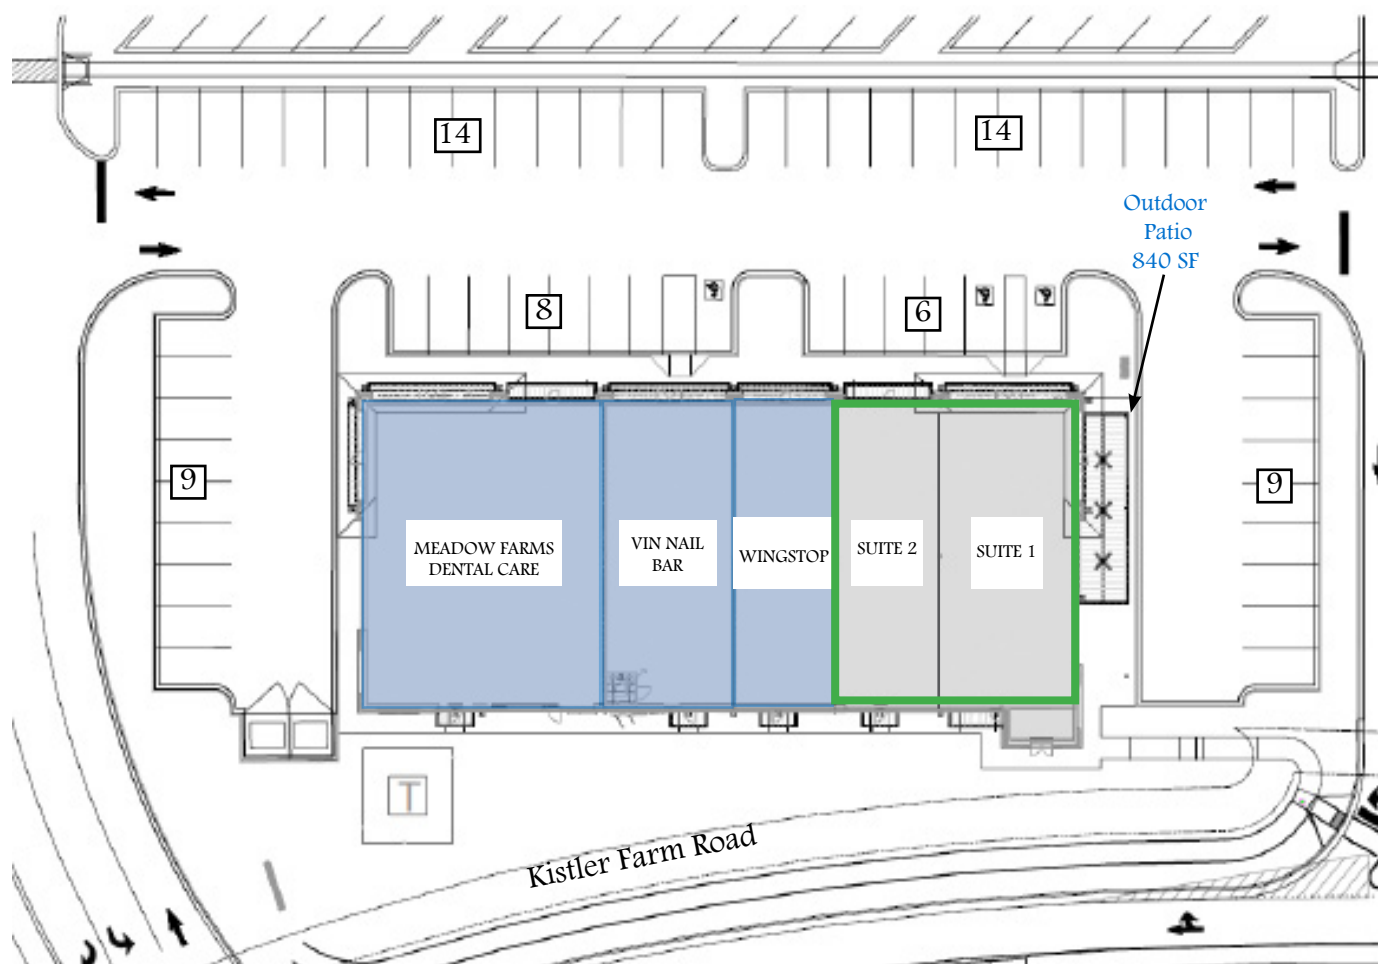 14
14
Outdoor
Patio
840 SF
8
6
9
9
MEADOW FARMS
DENTAL CARE
VIN NAIL
BAR
WINGSTOP
SUITE 2
SUITE 1
T
Kistler Farm Road